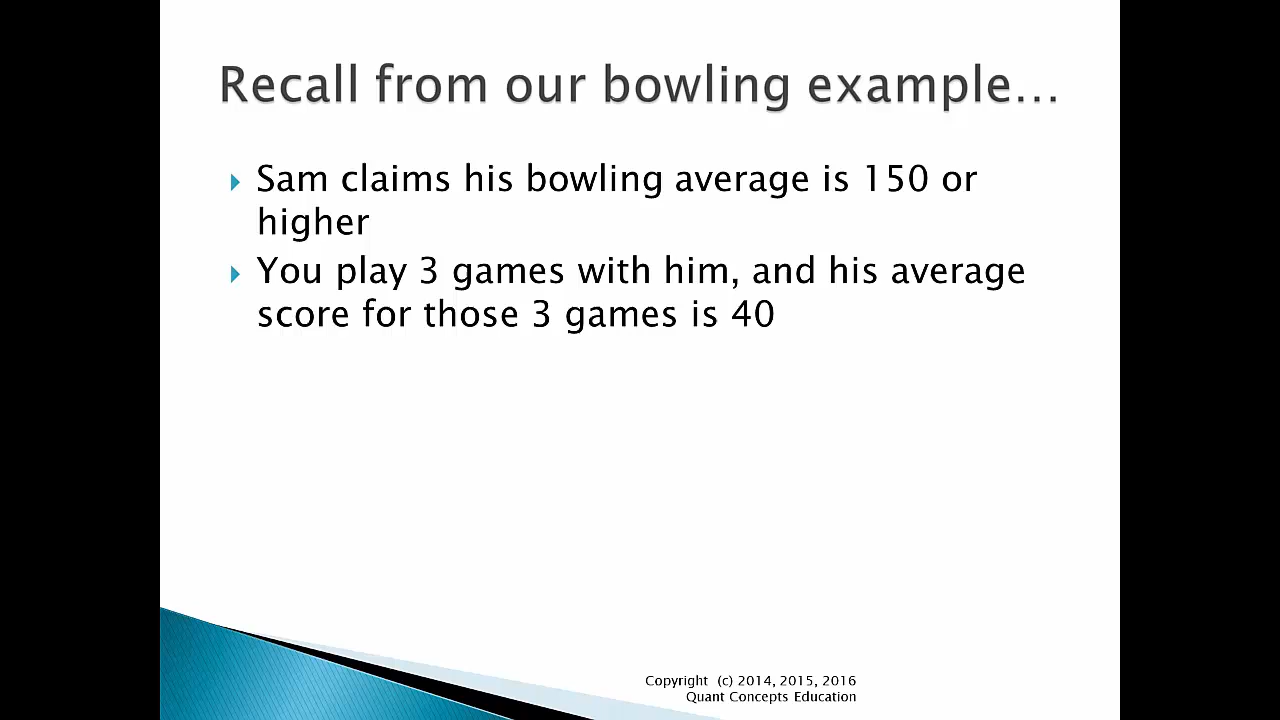 Recall from our bowling example...
Sam claims his bowling average is 150 or
higher
You play 3 games with him, and his average
score for those 3 games is 40
Copyright (c) 2014, 2015, 2016
Quant Concepts Education